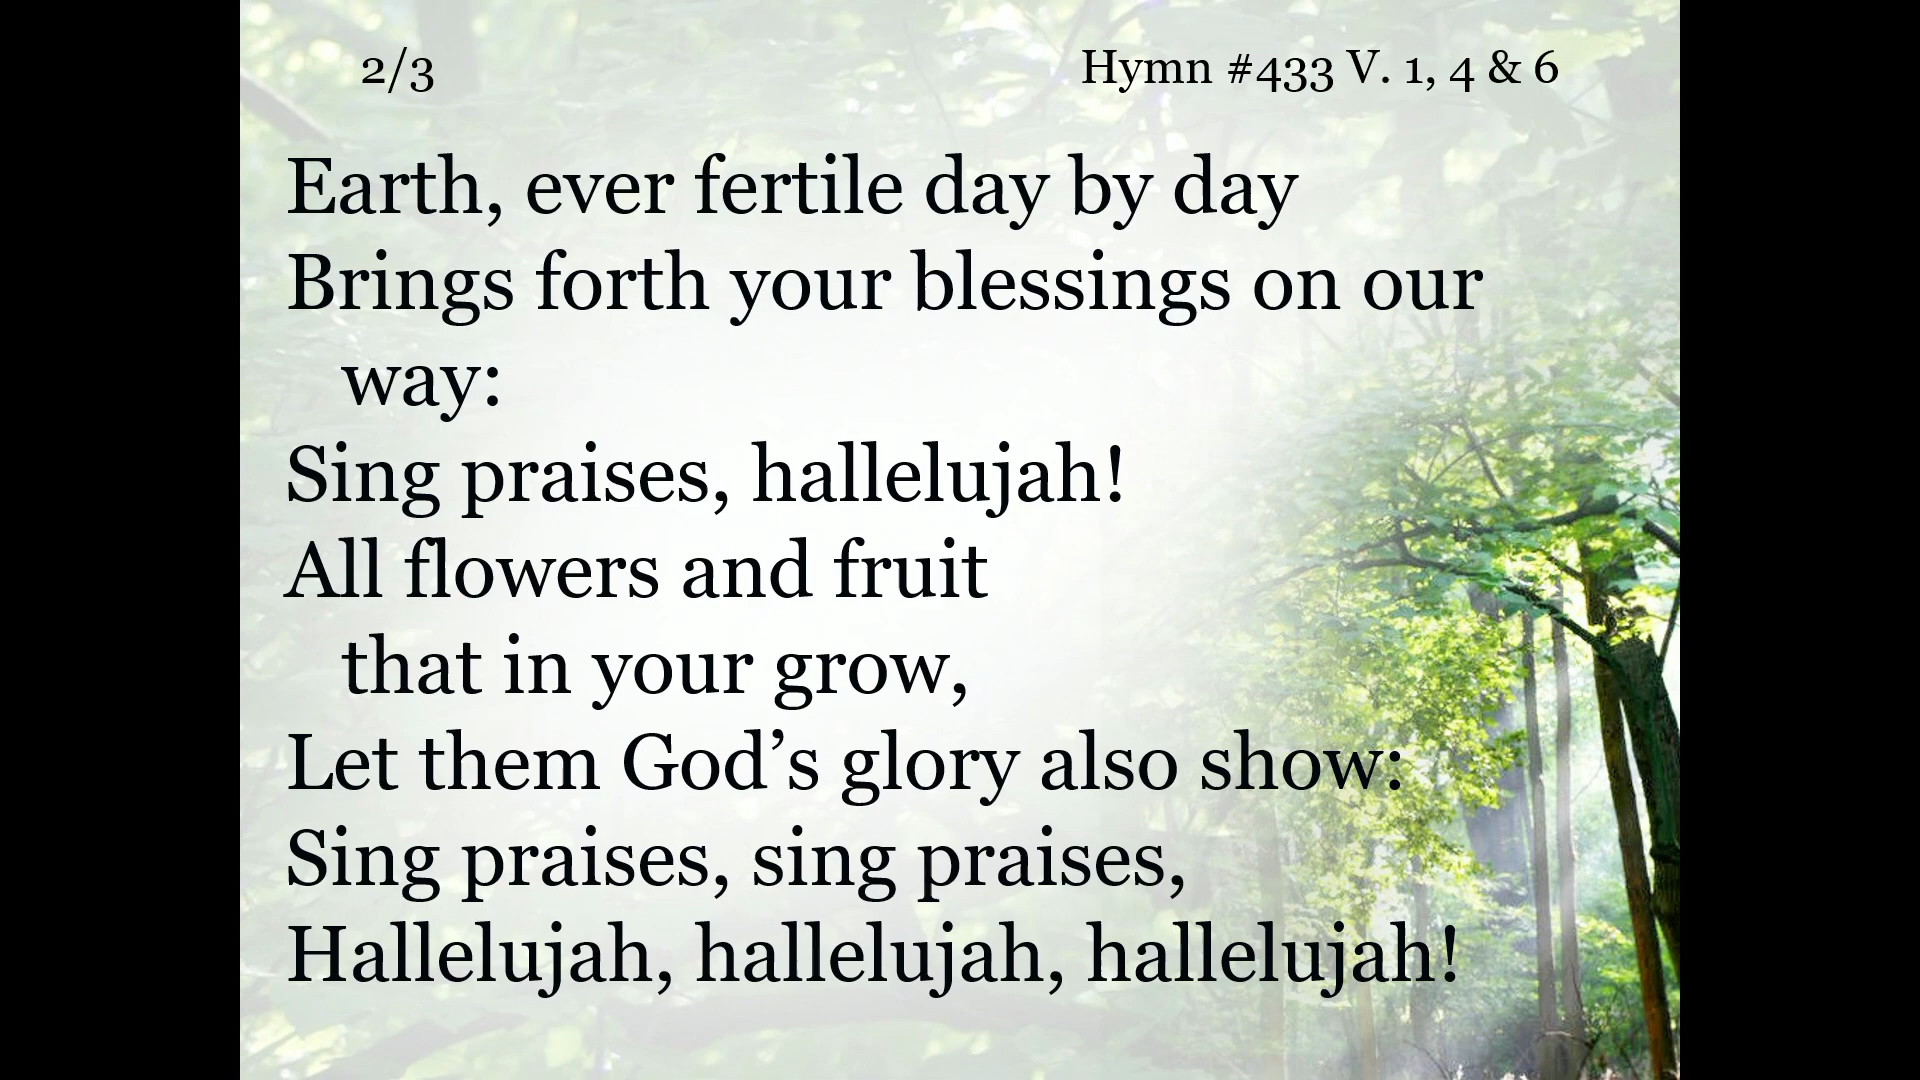 2/3 Hymn #433 V. 1, 4 & 6
Earth, ever fertile day by day
Brings forth your blessings on our
way:
Sing praises, hallelujah!
All flowers and fruit
that in your grow,
Let them God’s glory also show:
Sing praises, sing praises,
Hallelujah, hallelujah, hallelujah!